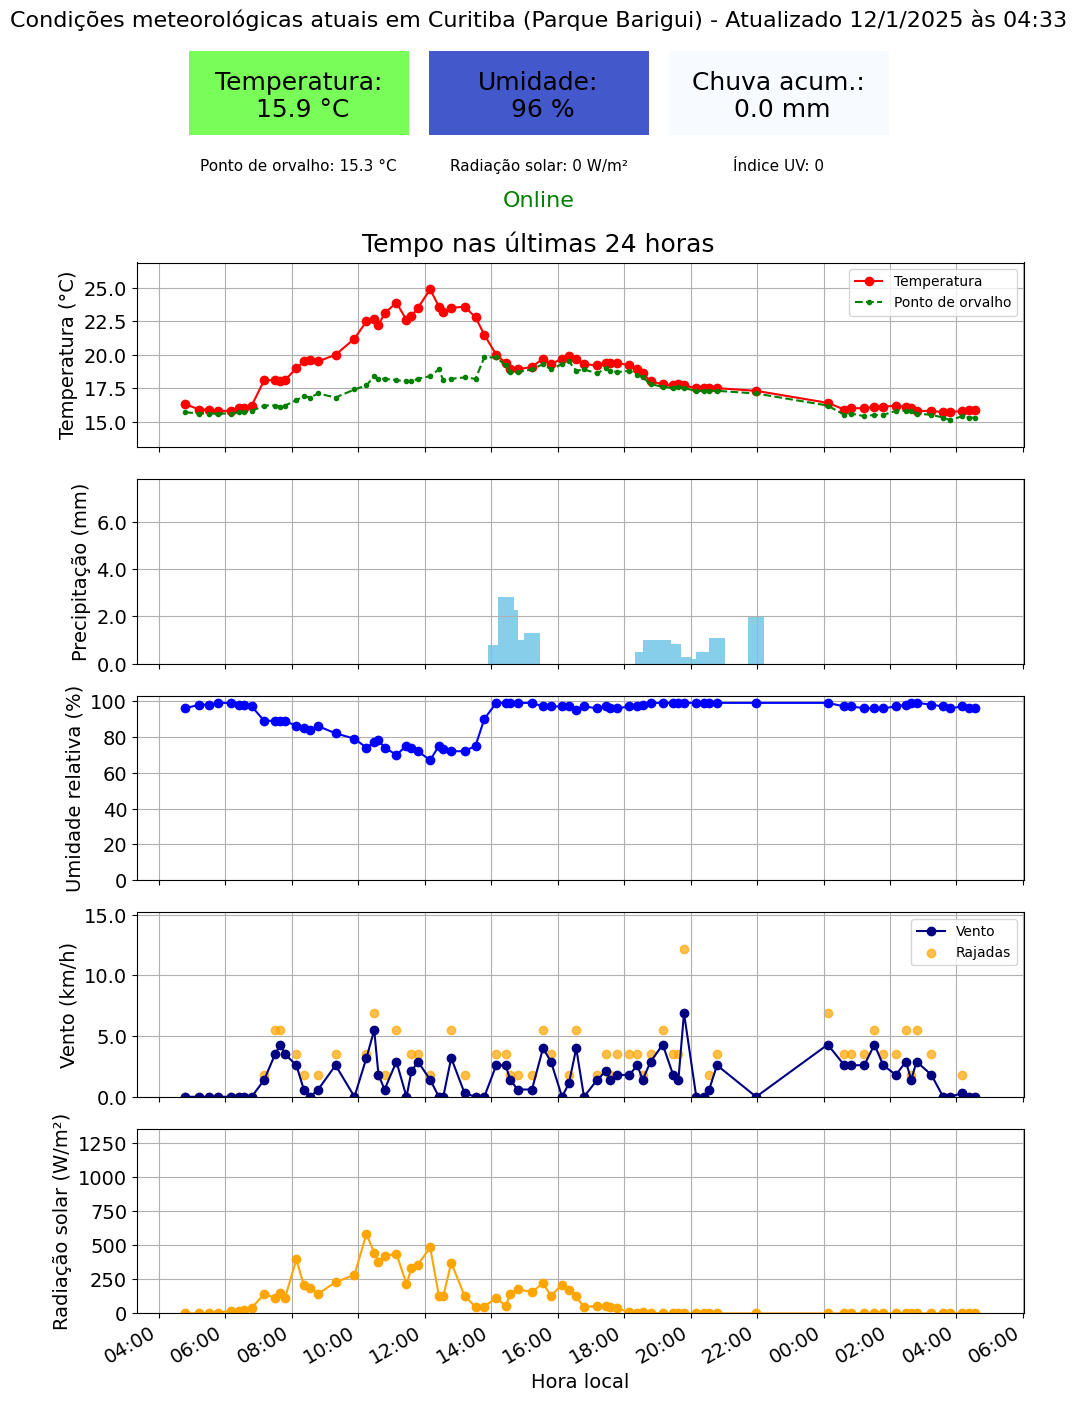 Condições meteorológicas atuais em Curitiba (Parque Barigui) - Atualizado 12/1/2025 às 04:33
Temperatura:
15.9 °C
Umidade:
96 %
Chuva acum.:
0.0 mm
Ponto de orvalho: 15.3 °C
Radiação solar: 0 W/m²
Índice UV: 0
Online
Tempo nas últimas 24 horas
Temperatura (°C)
25.0
22.5
20.0
17.5
15.0
Temperatura
Ponto de orvalho
Precipitação (mm)
6.0
4.0
2.0
0.0
Umidade relativa (%)
100
80
60
40
20
0
Vento (km/h)
15.0
10.0
5.0
0.0
Vento
Rajadas
Radiação solar (W/m²)
1250
1000
750
500
250
0
04:00
06:00
08:00
10:00
12:00
14:00
16:00
18:00
20:00
22:00
00:00
02:00
04:00
06:00
Hora local